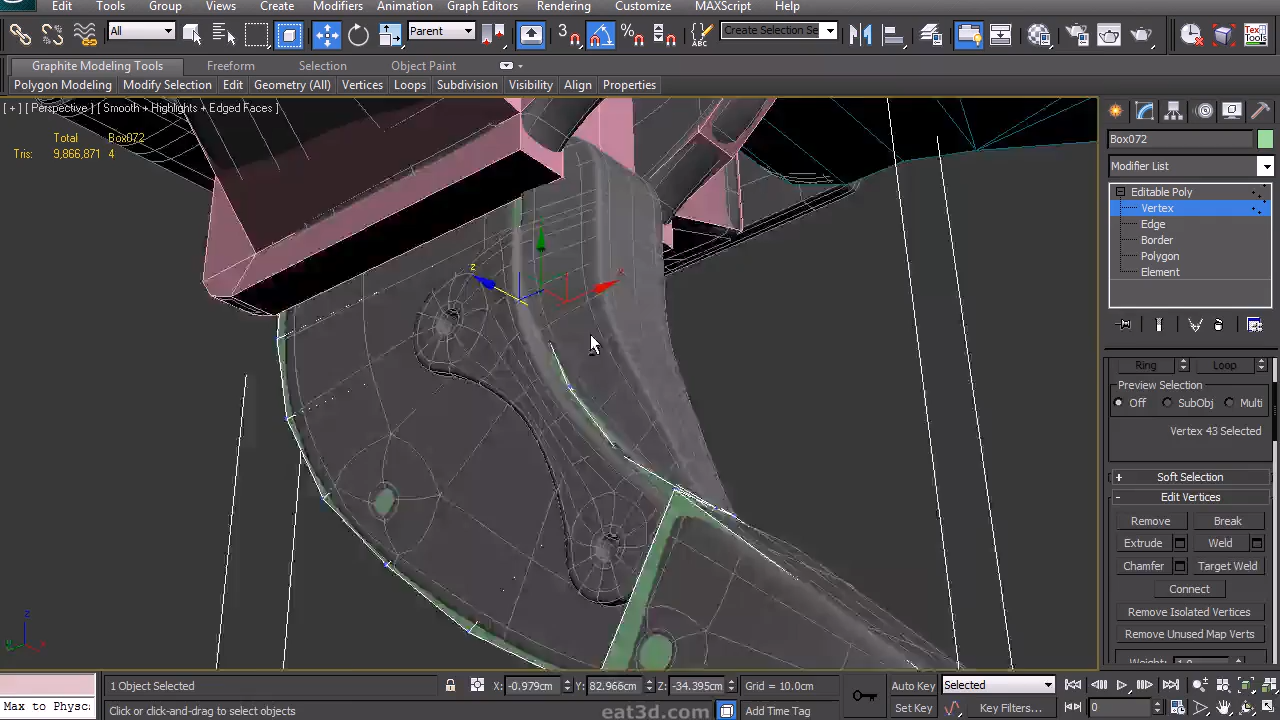 Edit Tools Group Views Create Modifiers Animation Graph Editors Rendering Customize MAXScript Help
All Parent 3 % ABC Create Selection Se
Graphite Modeling Tools Freeform Selection Object Paint
Polygon Modeling Modify Selection Edit Geometry (All) Vertices Loops Subdivision Visibility Align Properties
[ + ] [ Perspective ] [ Smooth + Highlights + Edged Faces ]
Total Box072
Tris: 9,866,871 4
Box072
Modifier List
Editable Poly
Vertex
Edge
Border
Polygon
Element
Ring Loop
Preview Selection
Off SubObj Multi
Vertex 43 Selected
+ Soft Selection
- Edit Vertices
Remove Break
Extrude Weld
Chamfer Target Weld
Connect
Remove Isolated Vertices
Remove Unused Map Verts
Weight: 1.0
z x
z x
1 Object Selected X: -0.979cm Y: 82.966cm Z: -34.395cm Grid = 10.0cm Auto Key Selected
Max to Physc Click or click-and-drag to select objects eat3d.com Add Time Tag Set Key Key Filters... 0